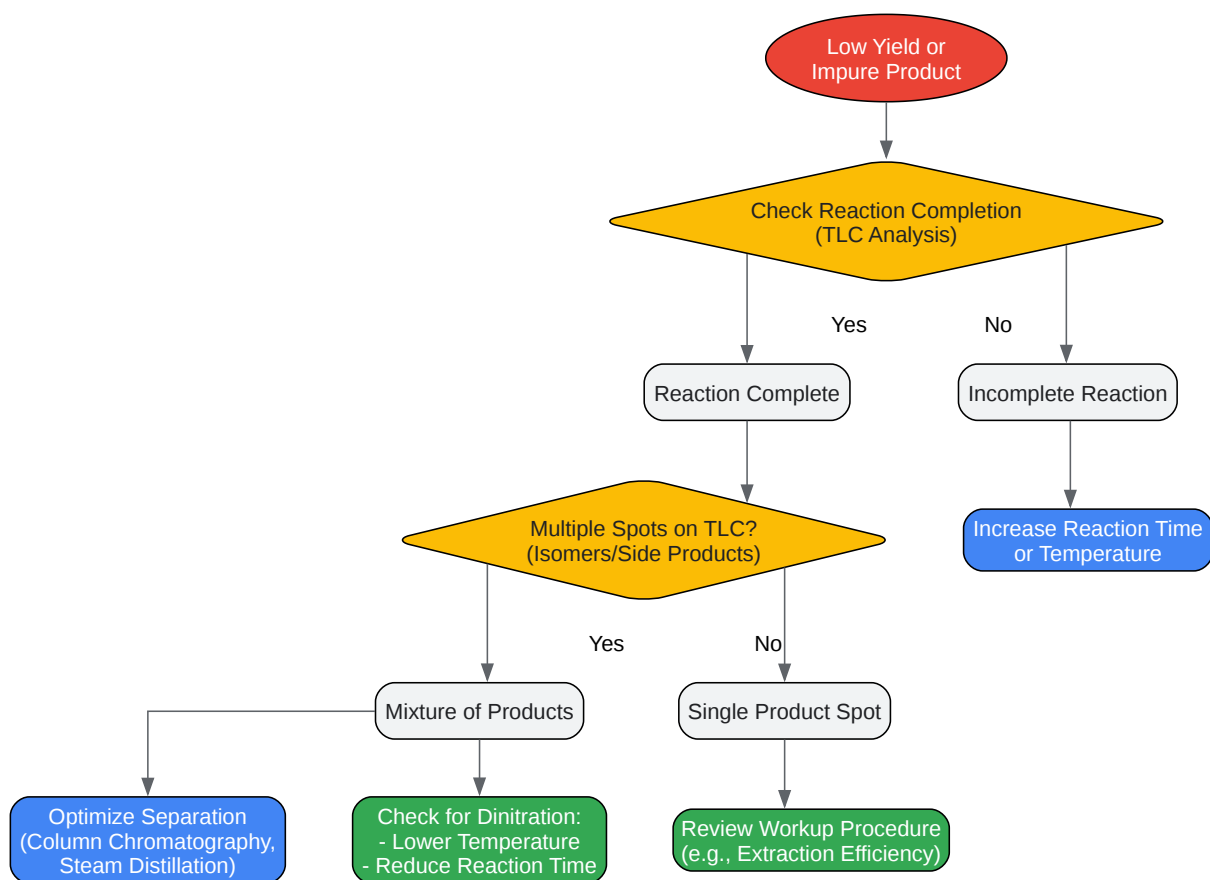 Low Yield or
Impure Product
Check Reaction Completion
(TLC Analysis)
Yes
No
Reaction Complete
Incomplete Reaction
Multiple Spots on TLC?
(Isomers/Side Products)
Increase Reaction Time
or Temperature
Yes
No
Mixture of Products
Single Product Spot
Optimize Separation
(Column Chromatography,
Steam Distillation)
Check for Dinitration:
- Lower Temperature
- Reduce Reaction Time
Review Workup Procedure
(e.g., Extraction Efficiency)